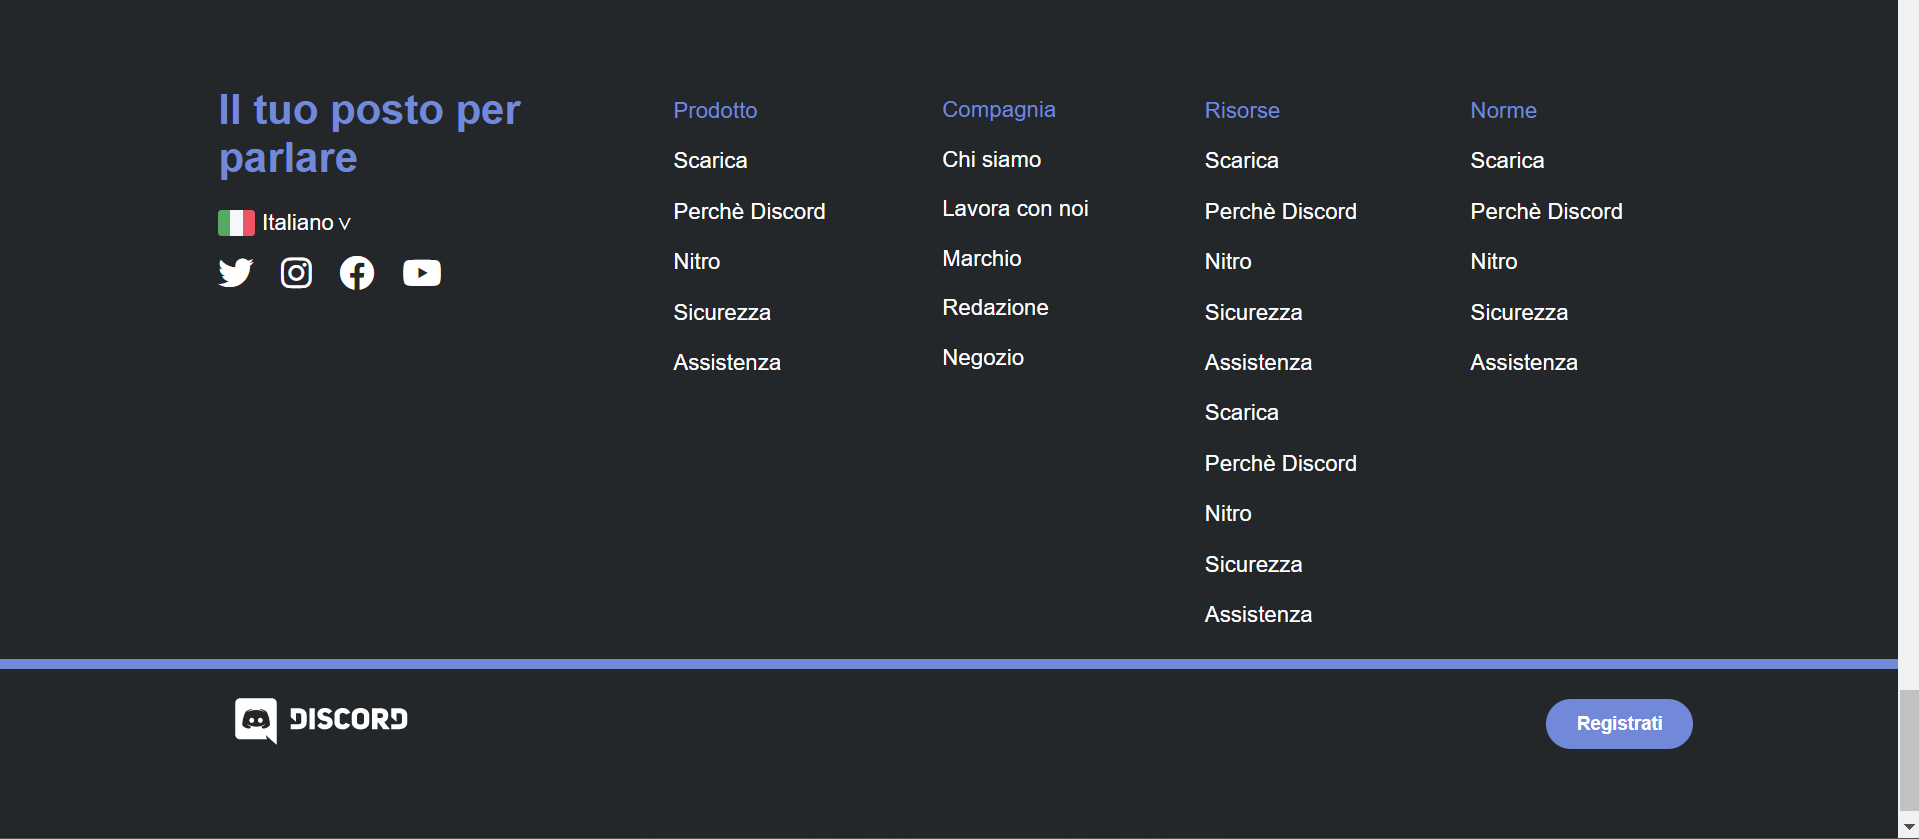 Il tuo posto per
parlare
Italiano V
Prodotto
Scarica
Perchè Discord
Nitro
Sicurezza
Assistenza
Compagnia
Chi siamo
Lavora con noi
Marchio
Redazione
Negozio
Risorse
Scarica
Perchè Discord
Nitro
Sicurezza
Assistenza
Scarica
Perchè Discord
Nitro
Sicurezza
Assistenza
Norme
Scarica
Perchè Discord
Nitro
Sicurezza
Assistenza
DISCORD
Registrati